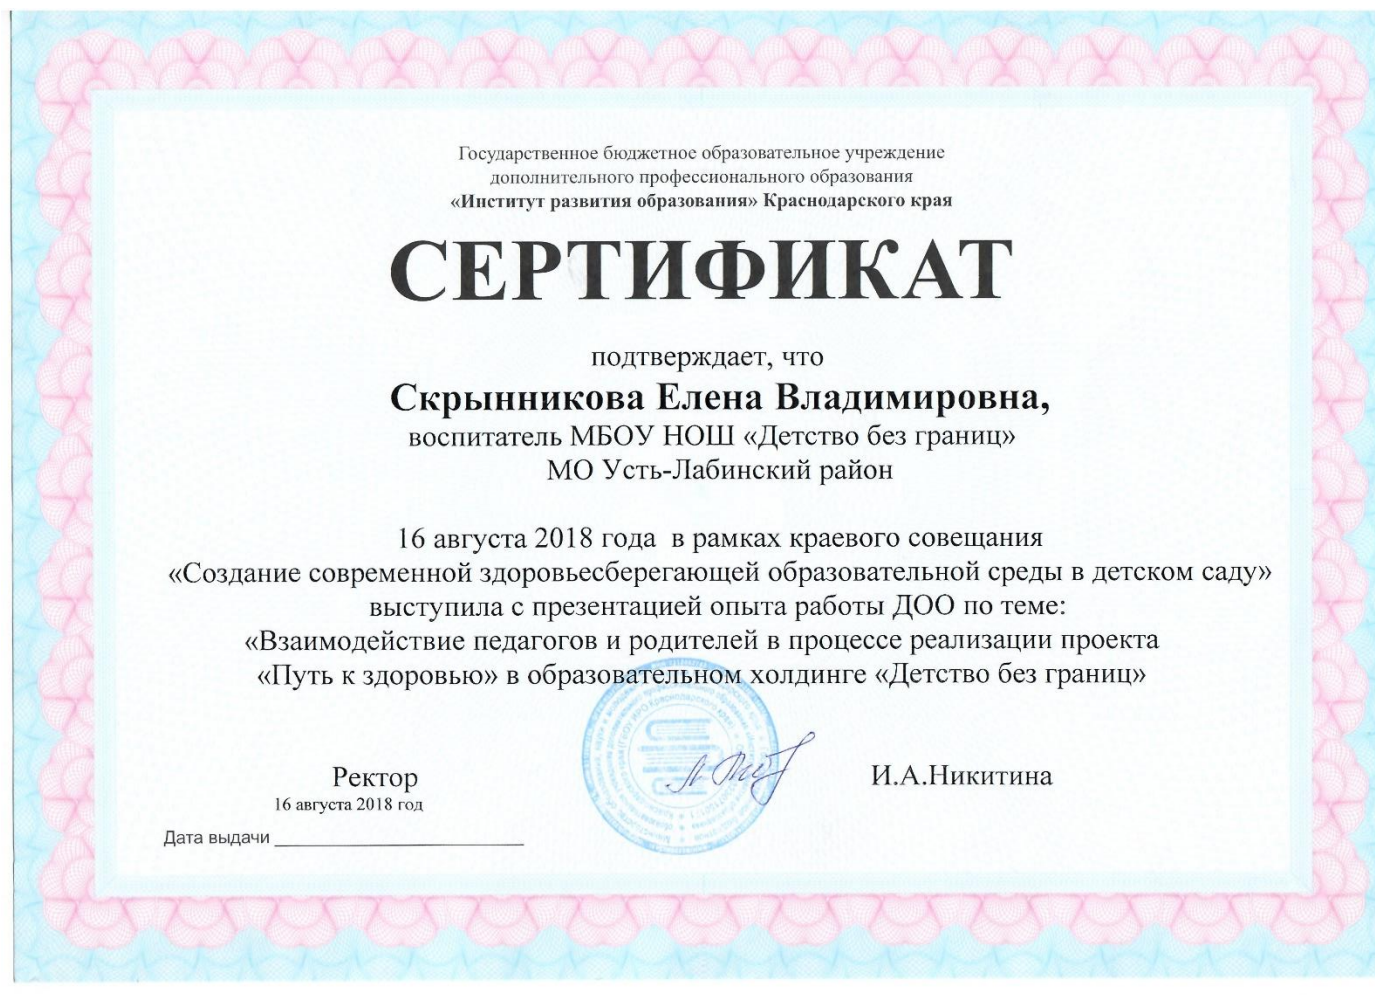 Государственное бюджетное образовательное учреждение
дополнительного профессионального образования
«Институт развития образования» Краснодарского края
СЕРТИФИКАТ
подтверждает, что
Скрынникова Елена Владимировна,
воспитатель МБОУ НОШ «Детство без границ»
МО Усть-Лабинский район
16 августа 2018 года в рамках краевого совещания
«Создание современной здоровьесберегающей образовательной среды в детском саду»
выступила с презентацией опыта работы ДОО по теме:
«Взаимодействие педагогов и родителей в процессе реализации проекта
«Путь к здоровью» в образовательном холдинге «Детство без границ»
Ректор
И.А.Никитина
16 августа 2018 год
Дата выдачи